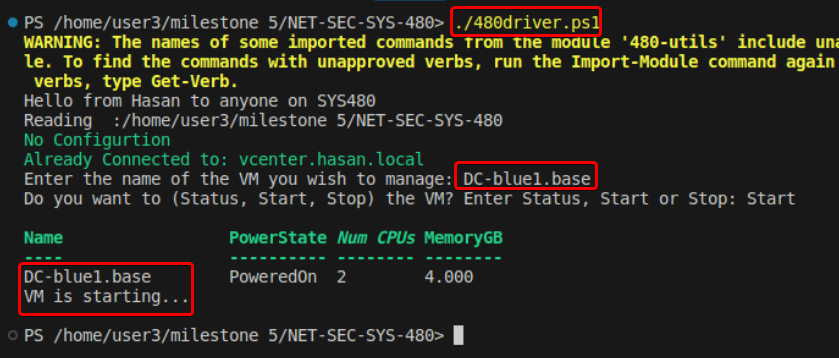 PS /home/user3/milestone 5/NET-SEC-SYS-480> ./480driver.ps1
WARNING: The names of some imported commands from the module '480-utils' include una
le. To find the commands with unapproved verbs, run the Import-Module command again
verbs, type Get-Verb.
Hello from Hasan to anyone on SYS480
Reading  :/home/user3/milestone 5/NET-SEC-SYS-480
No Configurtion
Already Connected to: vcenter.hasan.local
Enter the name of the VM you wish to manage: DC-blue1.base
Do you want to (Status, Start, Stop) the VM? Enter Status, Start or Stop: Start
Name PowerState Num CPUs MemoryGB
---- ---------- -------- --------
DC-blue1.base PoweredOn 2 4.000
VM is starting...
PS /home/user3/milestone 5/NET-SEC-SYS-480>